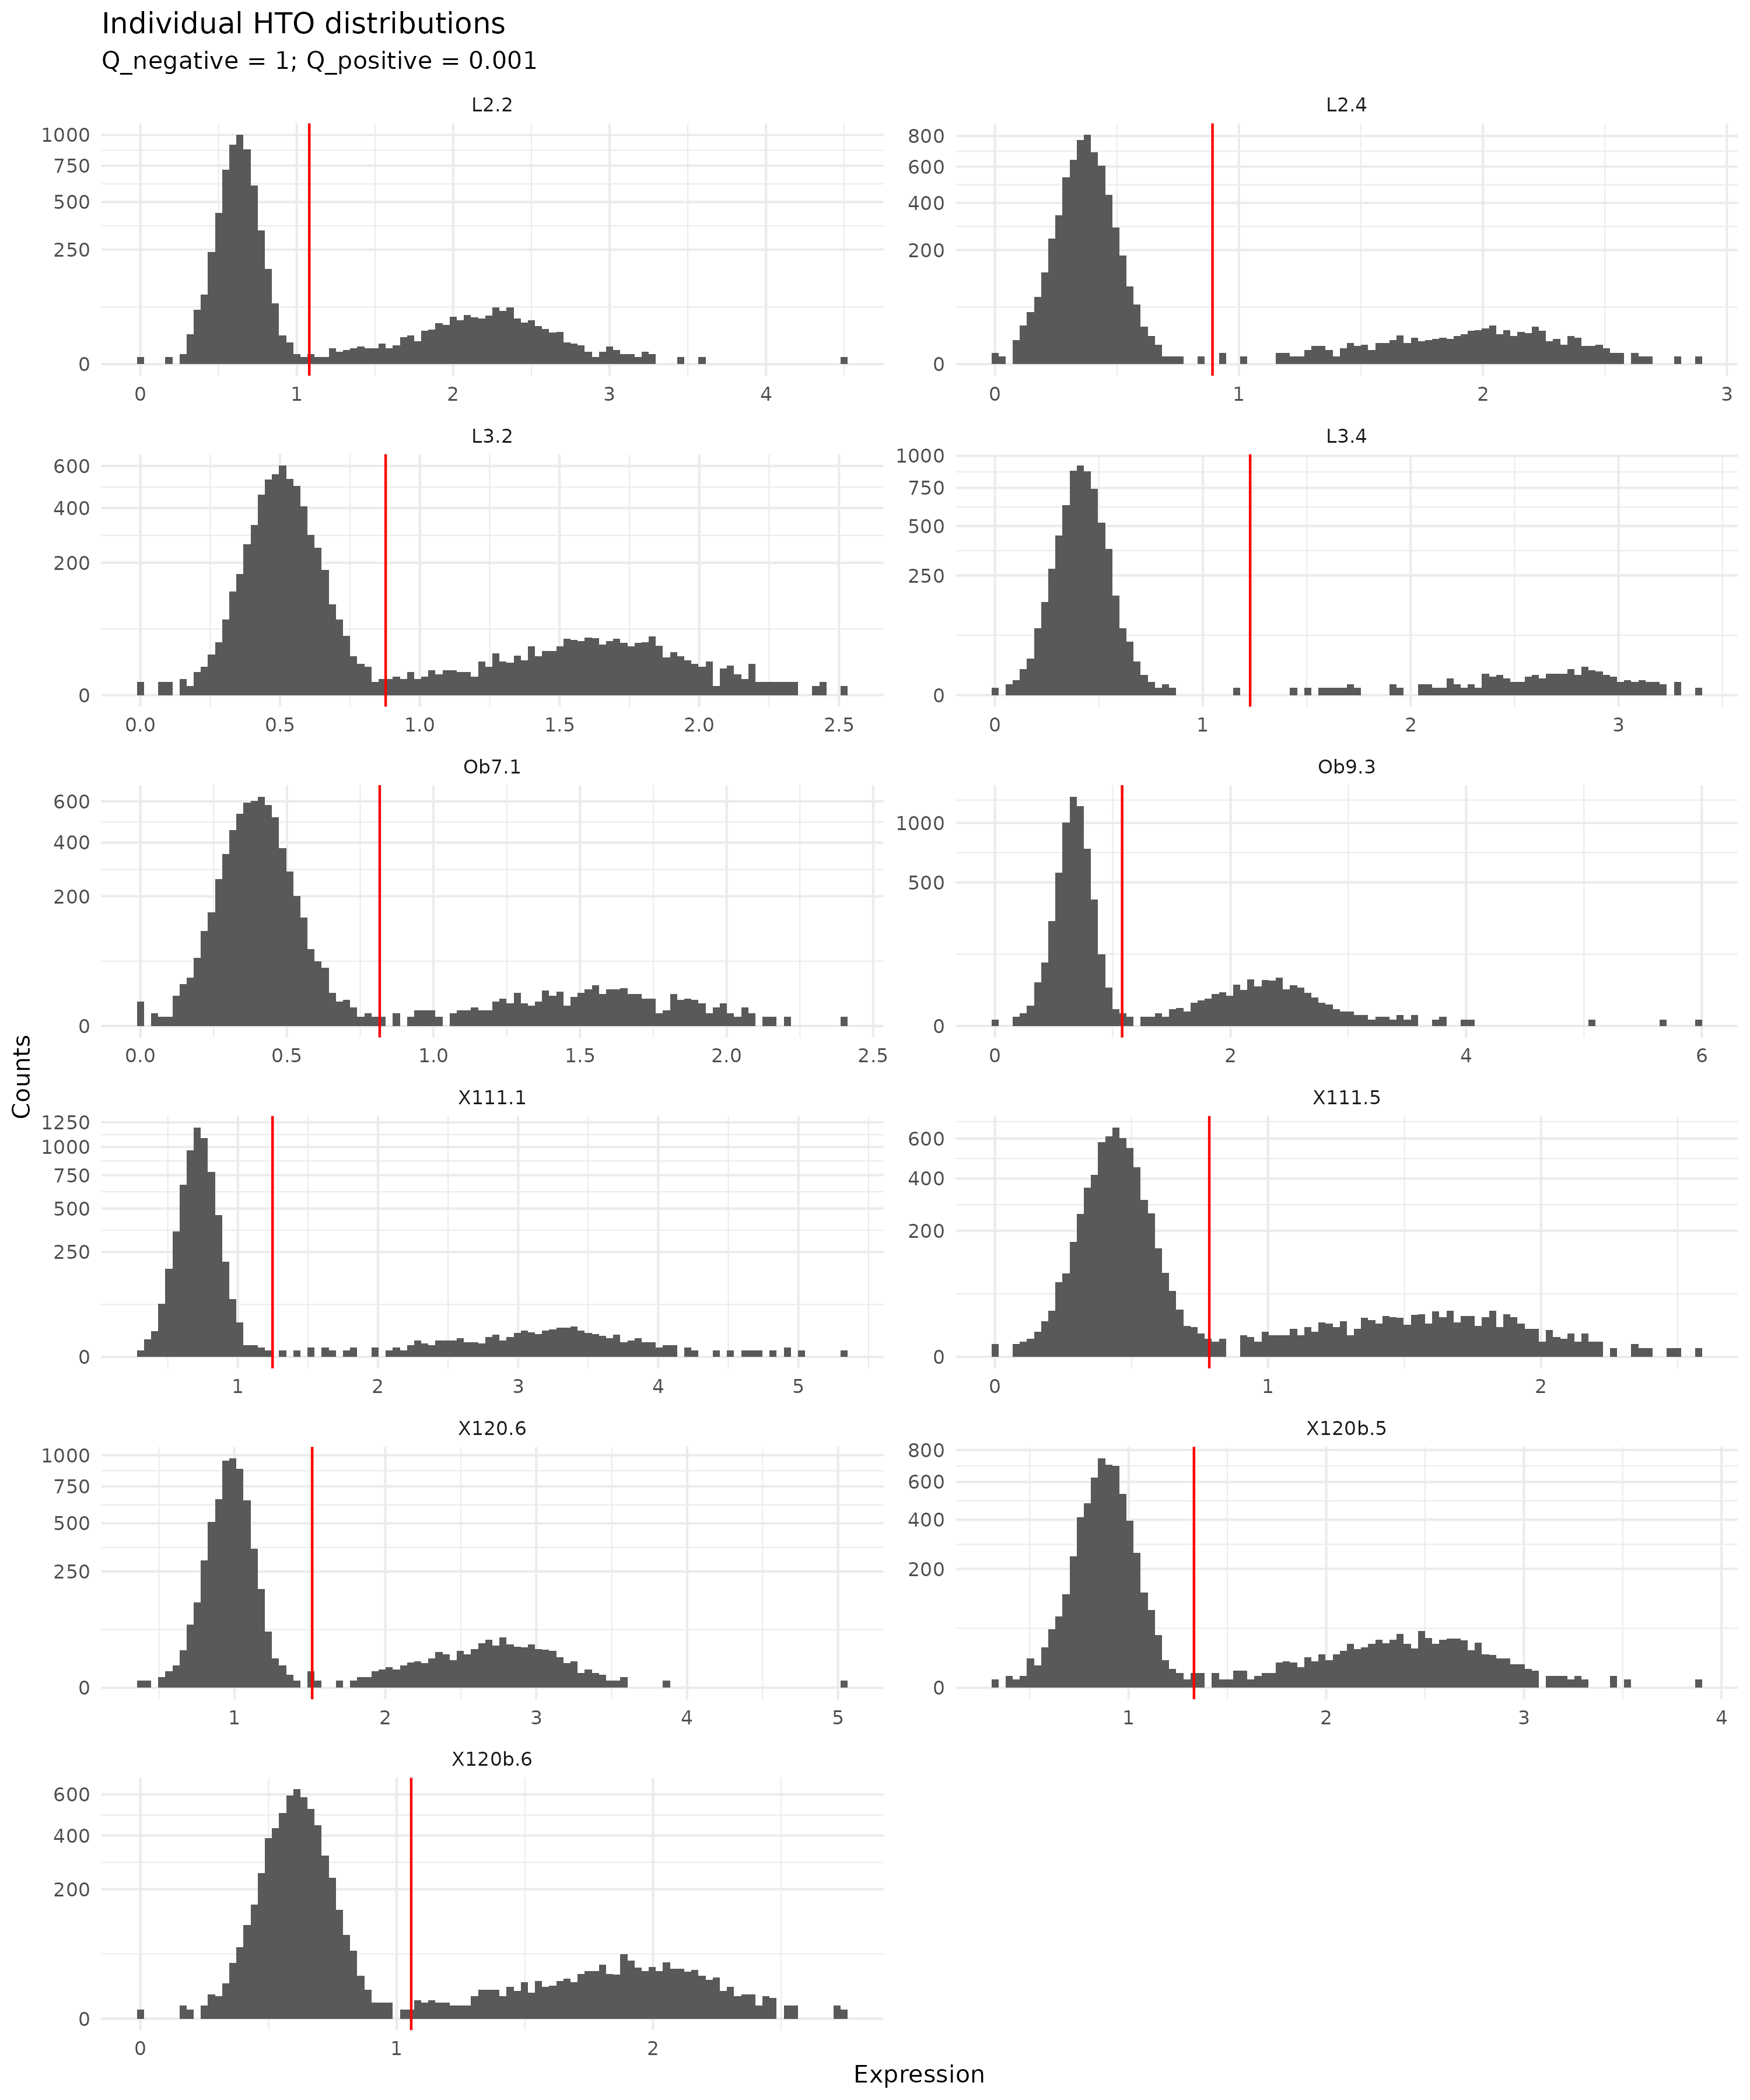 Individual HTO distributions
Q_negative = 1; Q_positive = 0.001
L2.2
L2.4
1000
750
500
250
0
0 1 2 3 4
800
600
400
200
0
0 1 2 3
L3.2
L3.4
600
400
200
0
0.0 0.5 1.0 1.5 2.0 2.5
1000
750
500
250
0
0 1 2 3
Ob7.1
Ob9.3
600
400
200
0
0.0 0.5 1.0 1.5 2.0 2.5
1000
500
0
0 2 4 6
Counts
X111.1
X111.5
1250
1000
750
500
250
0
1 2 3 4 5
600
400
200
0
0 1 2
X120.6
X120b.5
1000
750
500
250
0
1 2 3 4 5
800
600
400
200
0
1 2 3 4
X120b.6
600
400
200
0
0 1 2
Expression